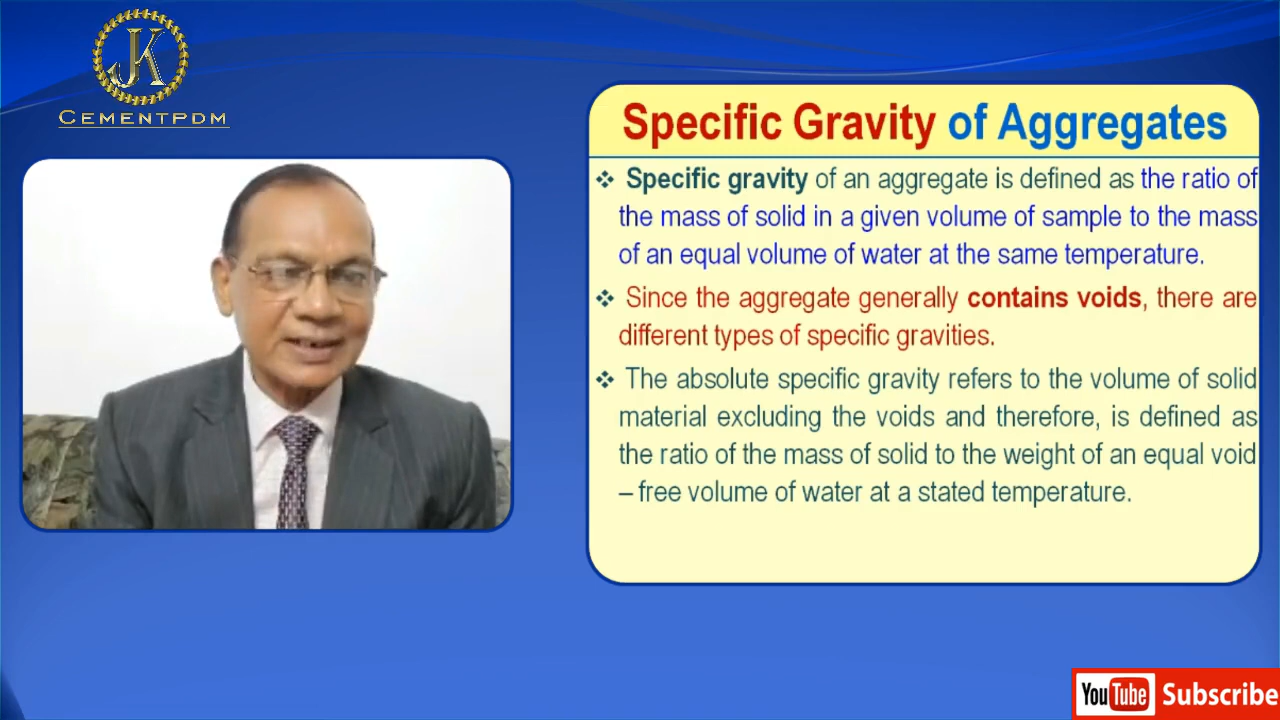 JK
CEMENTPDM
Specific Gravity of Aggregates
❖ Specific gravity of an aggregate is defined as the ratio of
the mass of solid in a given volume of sample to the mass
of an equal volume of water at the same temperature.
❖ Since the aggregate generally contains voids, there are
different types of specific gravities.
❖ The absolute specific gravity refers to the volume of solid
material excluding the voids and therefore, is defined as
the ratio of the mass of solid to the weight of an equal void
– free volume of water at a stated temperature.
YouTube Subscribe